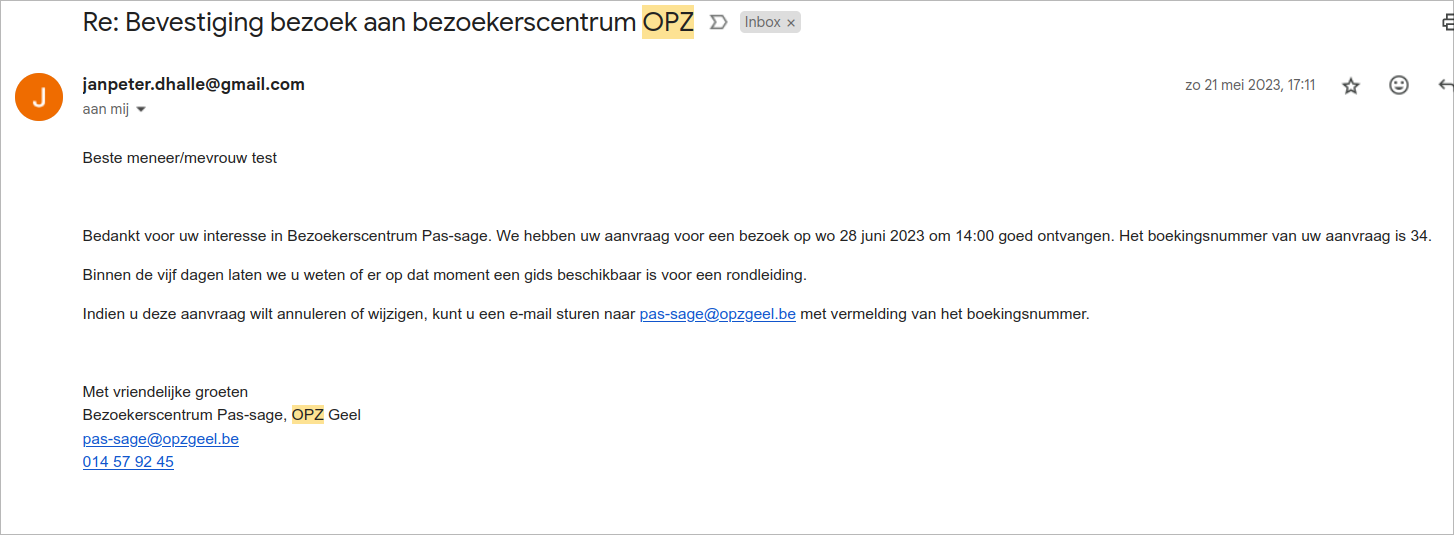 Re: Bevestiging bezoek aan bezoekerscentrum OPZ Inbox ×
J
janpeter.dhalle@gmail.com zo 21 mei 2023, 17:11
aan mij
Beste meneer/mevrouw test
Bedankt voor uw interesse in Bezoekerscentrum Pas-sage. We hebben uw aanvraag voor een bezoek op wo 28 juni 2023 om 14:00 goed ontvangen. Het boekingsnummer van uw aanvraag is 34.
Binnen de vijf dagen laten we u weten of er op dat moment een gids beschikbaar is voor een rondleiding.
Indien u deze aanvraag wilt annuleren of wijzigen, kunt u een e-mail sturen naar pas-sage@opzgeel.be met vermelding van het boekingsnummer.
Met vriendelijke groeten
Bezoekerscentrum Pas-sage, OPZ Geel
pas-sage@opzgeel.be
014 57 92 45